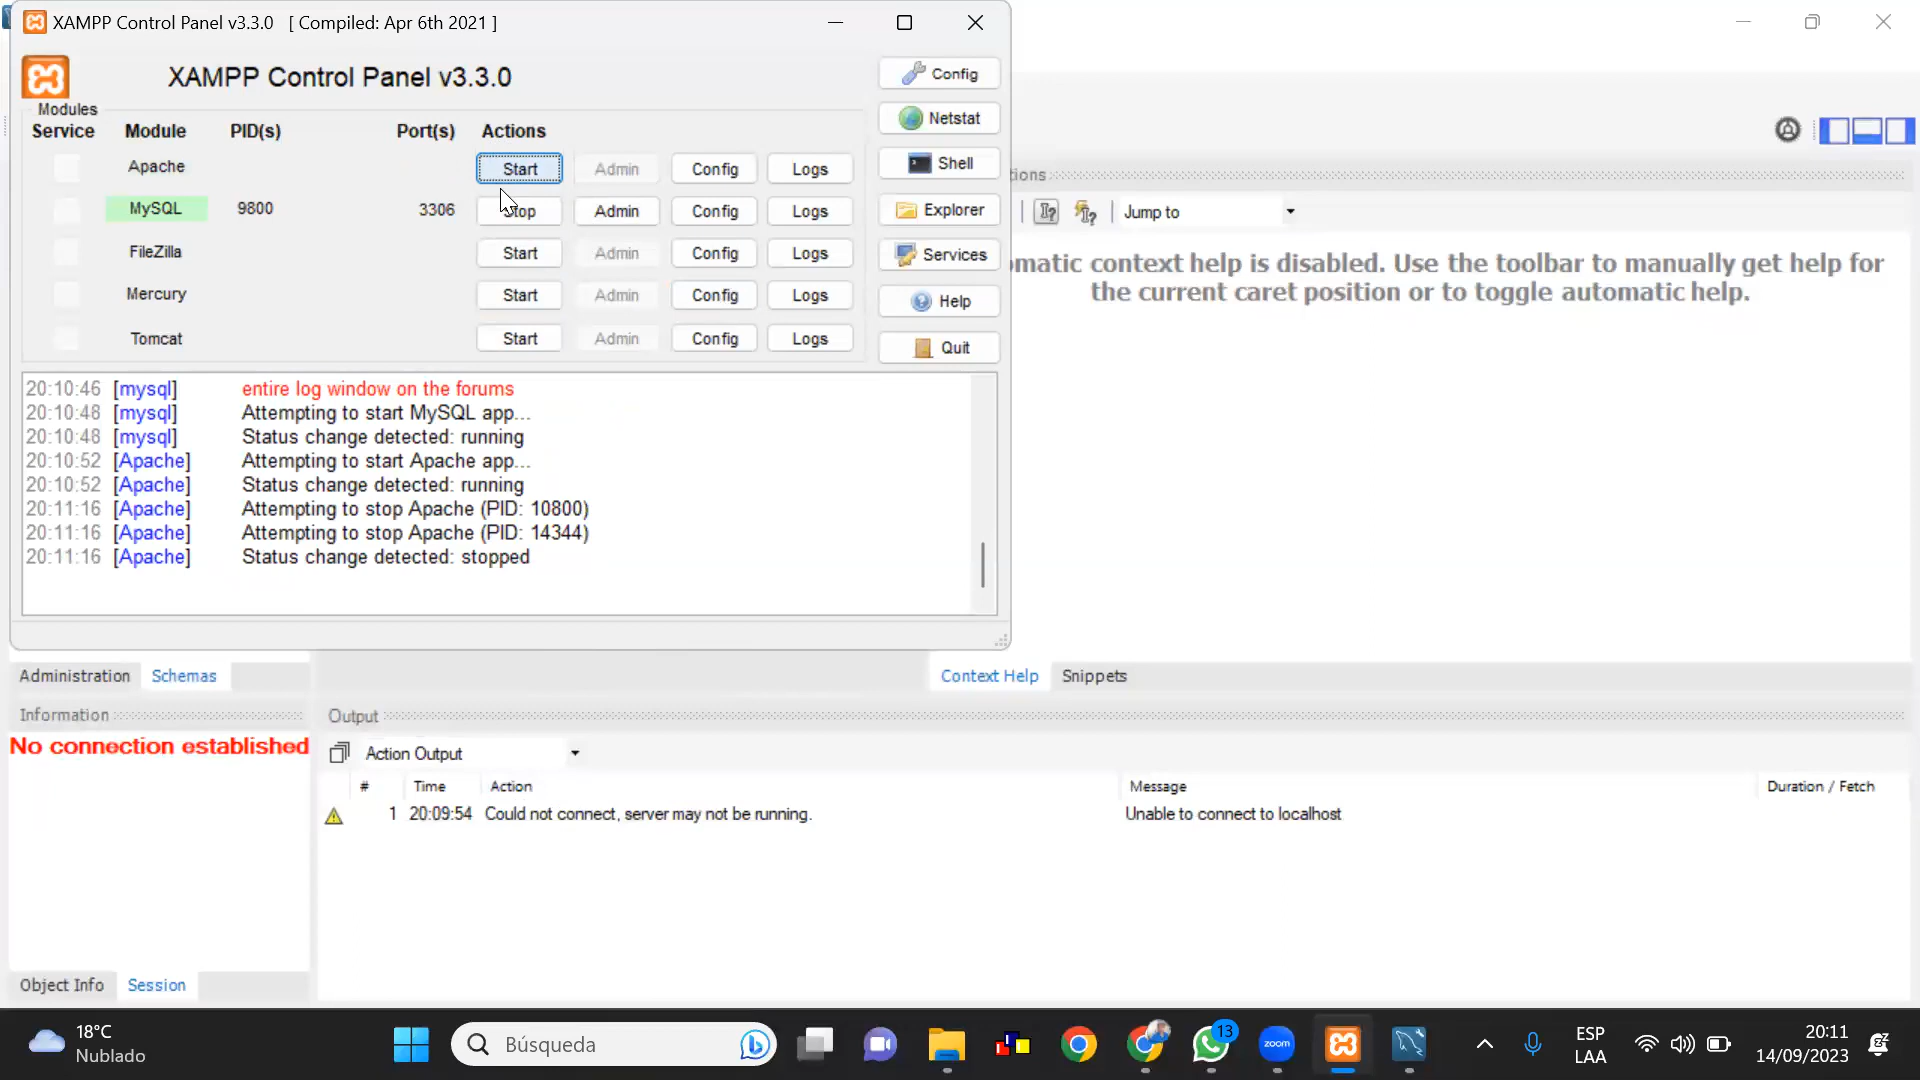 XAMPP Control Panel v3.3.0 [ Compiled: Apr 6th 2021 ]
XAMPP Control Panel v3.3.0
Config
Modules
Service Module PID(s) Port(s) Actions
Netstat
Apache Start Admin Config Logs
Shell
MySQL 9800 3306 Stop Admin Config Logs
Explorer
FileZilla Start Admin Config Logs
Services
Mercury Start Admin Config Logs
Help
Tomcat Start Admin Config Logs
Quit
20:10:46 [mysql] entire log window on the forums
20:10:48 [mysql] Attempting to start MySQL app...
20:10:48 [mysql] Status change detected: running
20:10:52 [Apache] Attempting to start Apache app...
20:10:52 [Apache] Status change detected: running
20:11:16 [Apache] Attempting to stop Apache (PID: 10800)
20:11:16 [Apache] Attempting to stop Apache (PID: 14344)
20:11:16 [Apache] Status change detected: stopped
tions
Jump to
matic context help is disabled. Use the toolbar to manually get help for
the current caret position or to toggle automatic help.
Administration Schemas
Context Help Snippets
Information
Output
No connection established
Action Output
# Time Action Message Duration / Fetch
1 20:09:54 Could not connect, server may not be running. Unable to connect to localhost
Object Info Session
18°C
Nublado
Búsqueda
13
zoom
ESP
LAA
20:11
14/09/2023